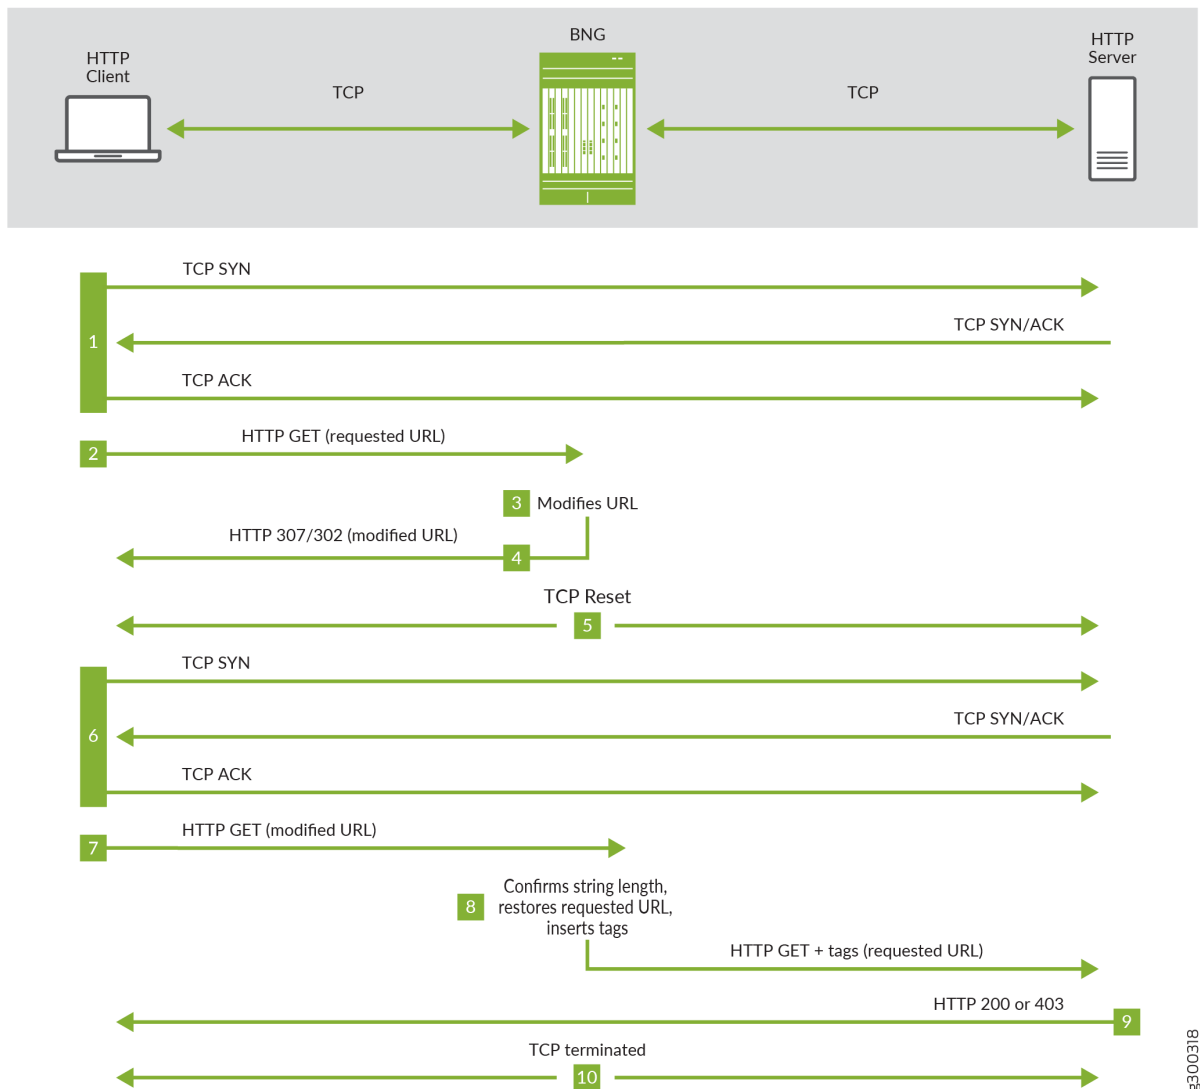 BNG
HTTP
Client
HTTP
Server
TCP
TCP
TCP SYN
TCP SYN/ACK
1
TCP ACK
HTTP GET (requested URL)
2
3 Modifies URL
HTTP 307/302 (modified URL)
4
TCP Reset
5
TCP SYN
TCP SYN/ACK
6
TCP ACK
HTTP GET (modified URL)
7
Confirms string length,
8 restores requested URL,
inserts tags
HTTP GET + tags (requested URL)
HTTP 200 or 403
9
TCP terminated
10